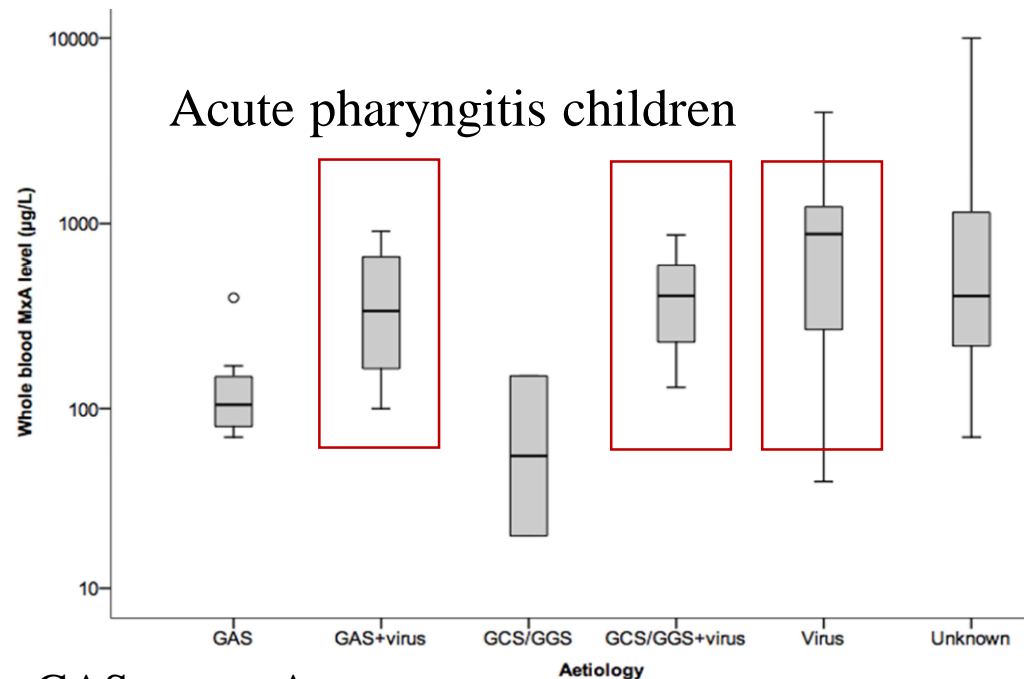 10000
Acute pharyngitis children
1000
100
10
Whole blood MxA level (µg/L)
GAS GAS+virus GCS/GGS GCS/GGS+virus Virus Unknown
Aetiology